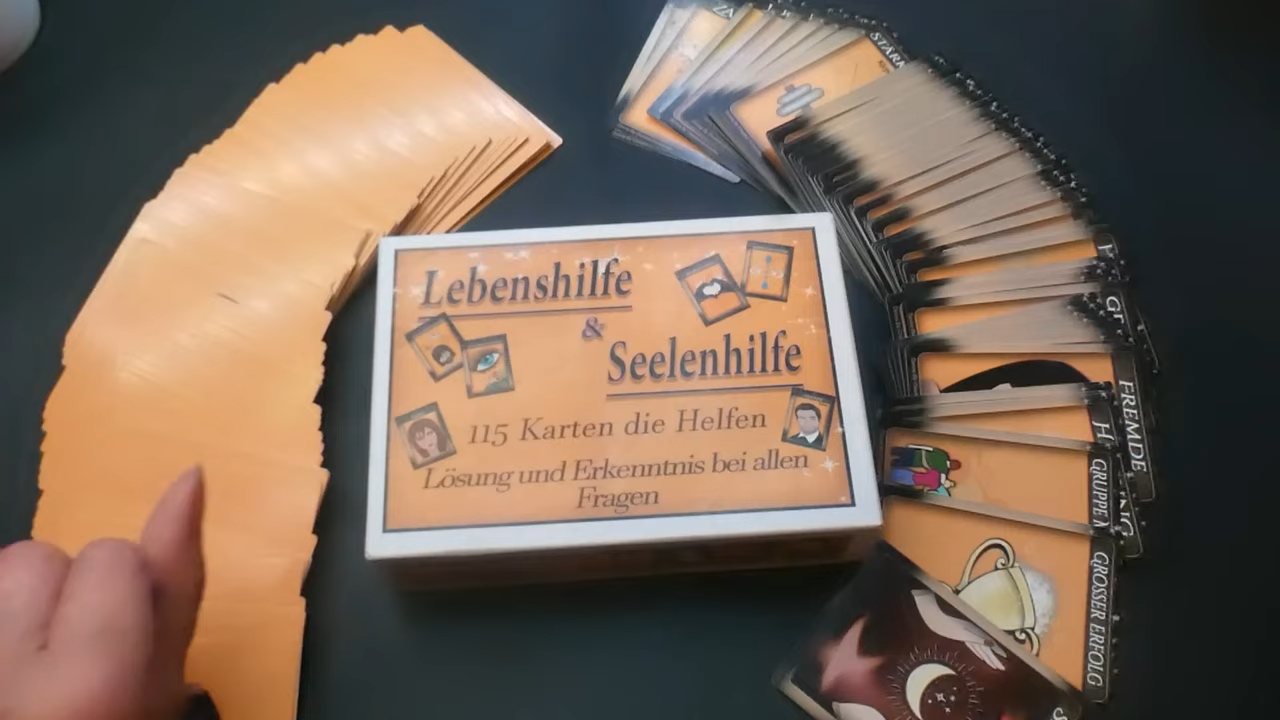 Lebenshilfe
&
Seelenhilfe
115 Karten die Helfen
Lösung und Erkenntnis bei allen
Fragen
FREMDE
GRUPPE
GROSSER ERFOLG